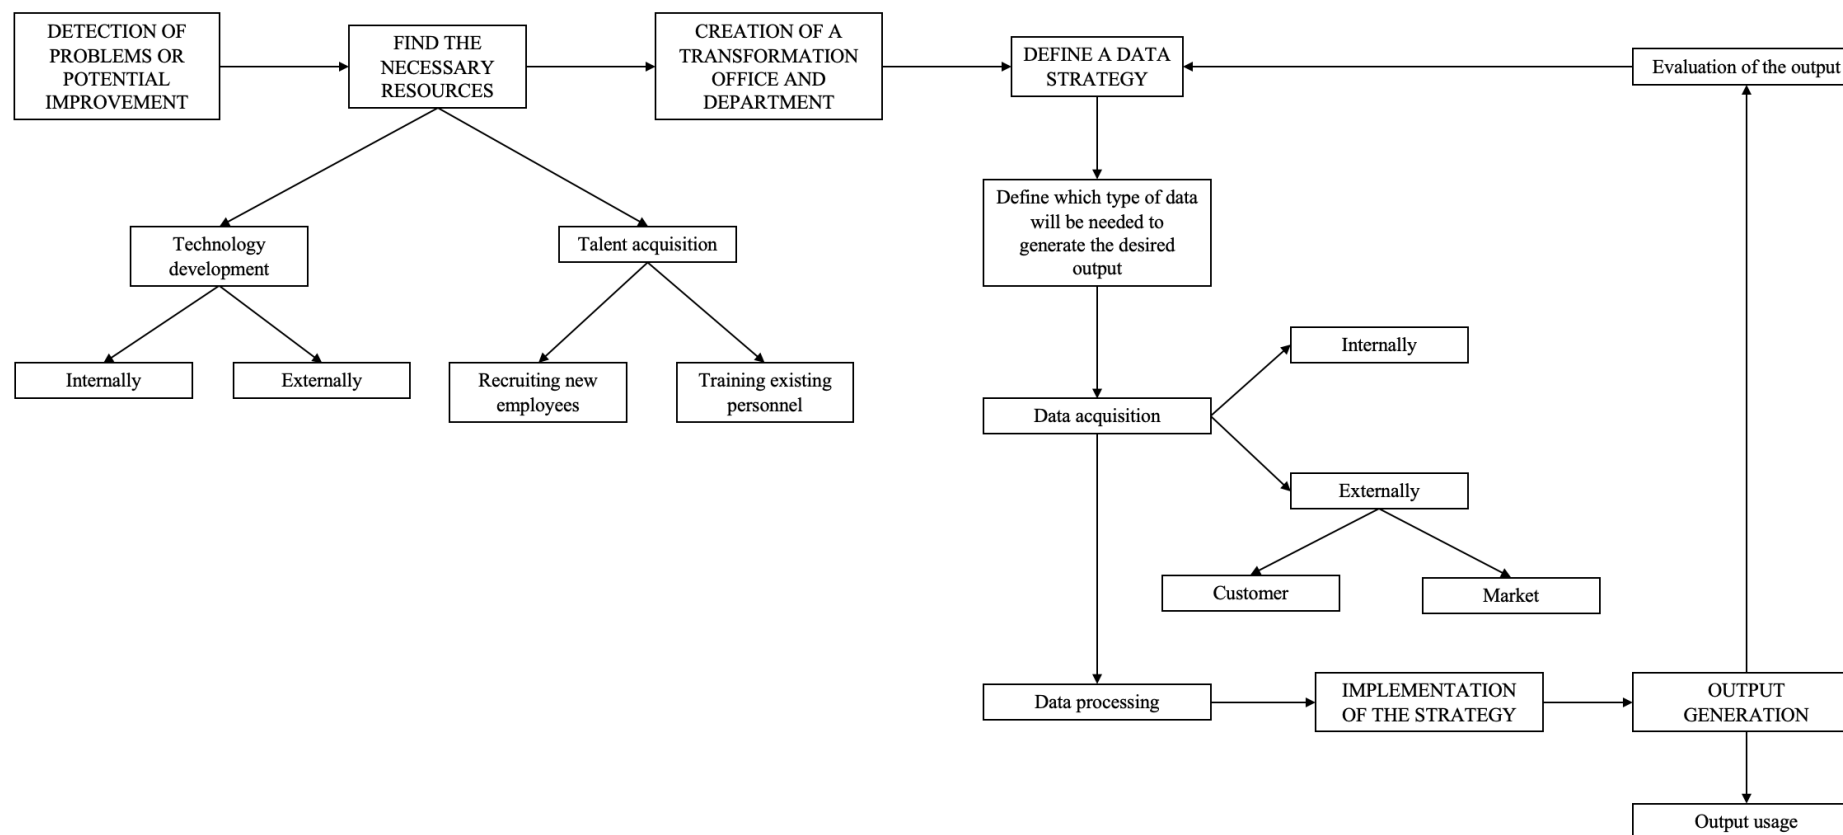 DETECTION OF
PROBLEMS OR
POTENTIAL
IMPROVEMENT
FIND THE
NECESSARY
RESOURCES
CREATION OF A
TRANSFORMATION
OFFICE AND
DEPARTMENT
DEFINE A DATA
STRATEGY
Evaluation of the output
Technology
development
Talent acquisition
Internally
Externally
Recruiting new
employees
Training existing
personnel
Define which type of data
will be needed to
generate the desired
output
Data acquisition
Internally
Externally
Customer
Market
Data processing
IMPLEMENTATION
OF THE STRATEGY
OUTPUT
GENERATION
Output usage